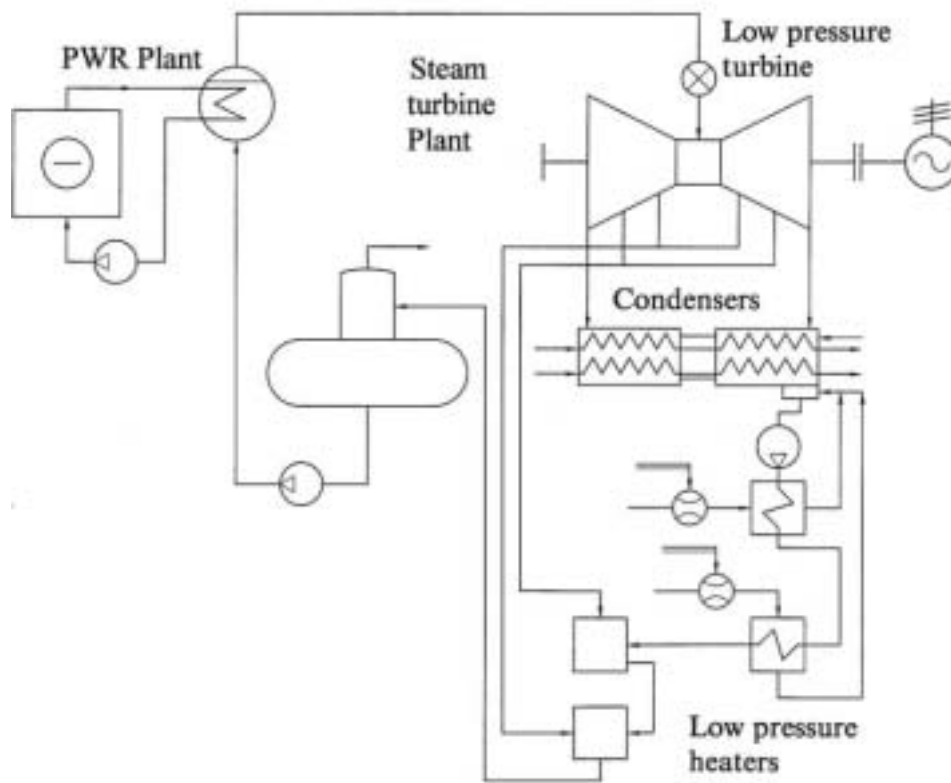 PWR Plant
Steam
turbine
Plant
Low pressure
turbine
Condensers
Low pressure
heaters